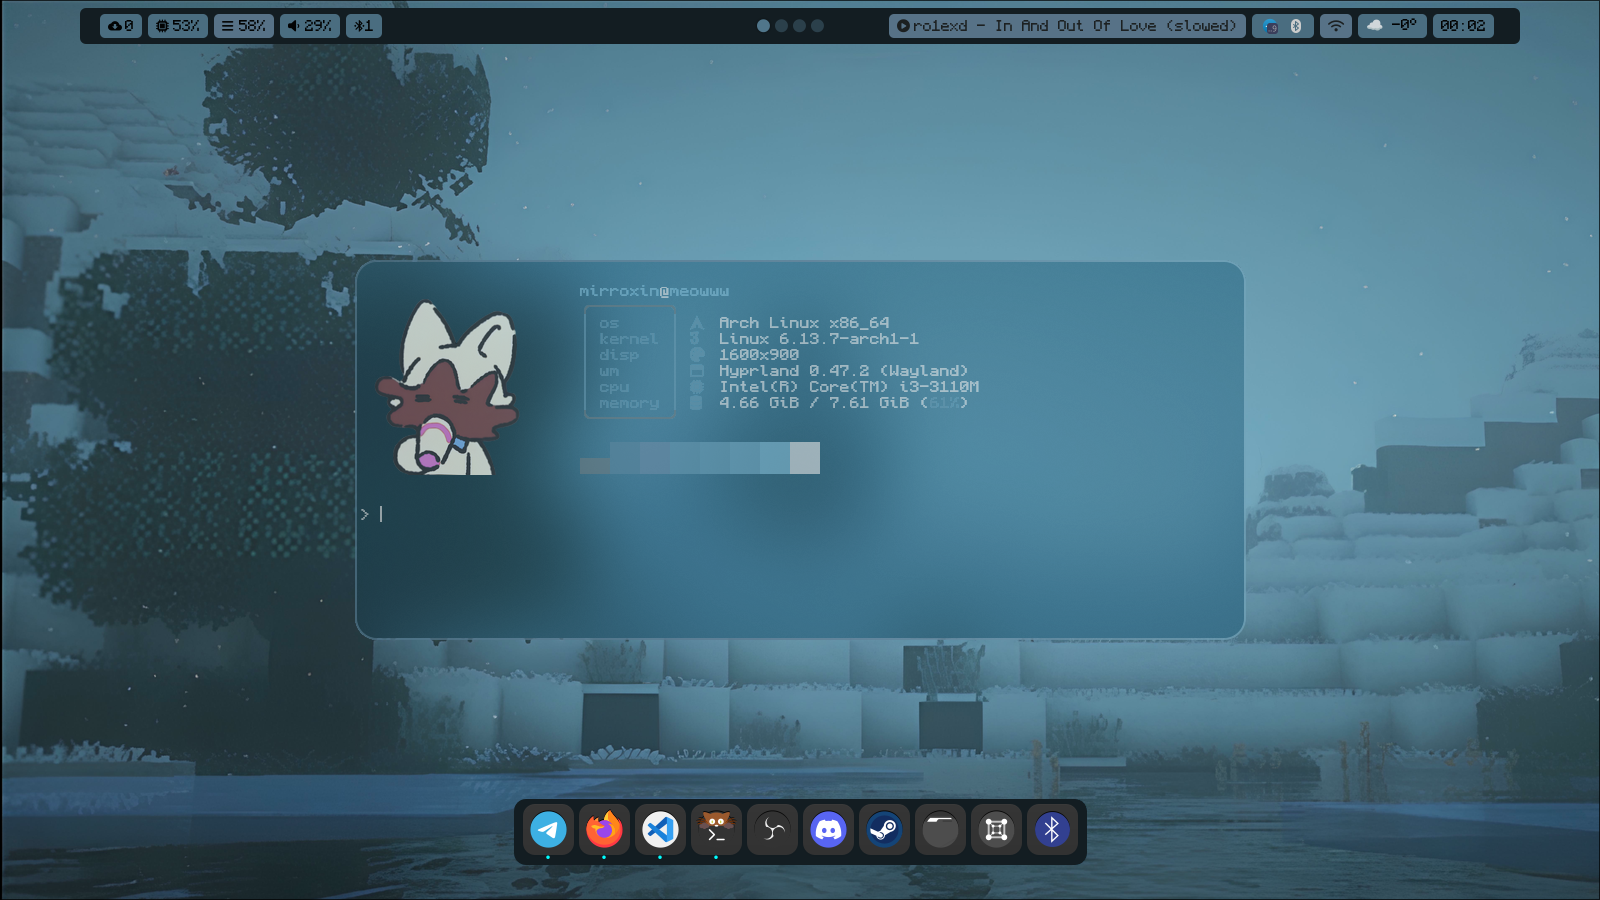 0 53% 58% 29% 1 ro1exd - In And Out Of Love (slowed) -0° 00:02
mirroxin@meowww
os Arch Linux x86_64
kernel Linux 6.13.7-arch1-1
disp 1600x900
wm Hyprland 0.47.2 (Wayland)
cpu Intel(R) Core(TM) i3-3110M
memory 4.66 GiB / 7.61 GiB (61%)
>